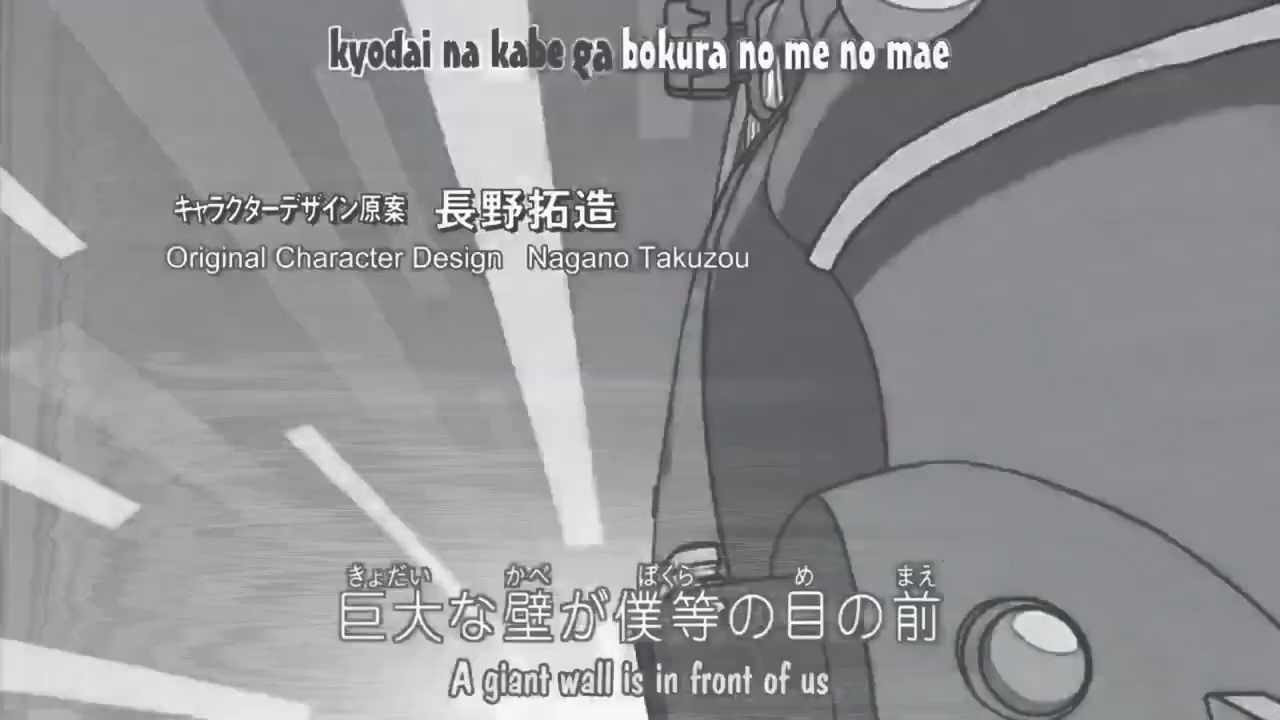 kyodai na kabe ga bokura no me no mae
キャラクターデザイン原案 長野拓造
Original Character Design Nagano Takuzou
きょだい かべ ぼくら め まえ
巨大な壁が僕等の目の前
A giant wall is in front of us